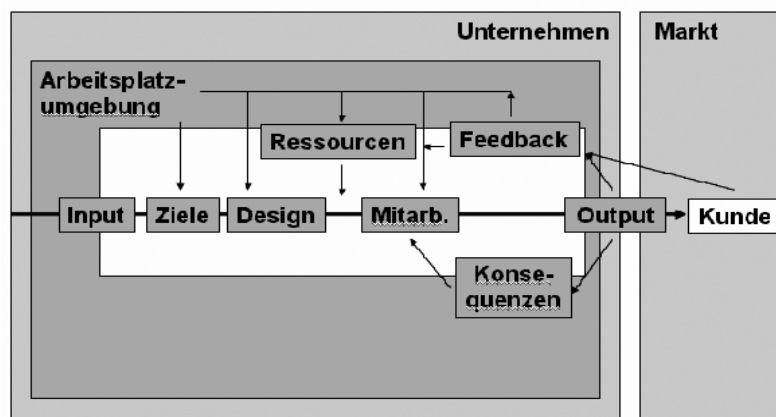 Unternehmen
Markt
Arbeitsplatz-
umgebung
Ressourcen
Feedback
Input
Ziele
Design
Mitarb.
Output
Kunde
Konse-
quenzen